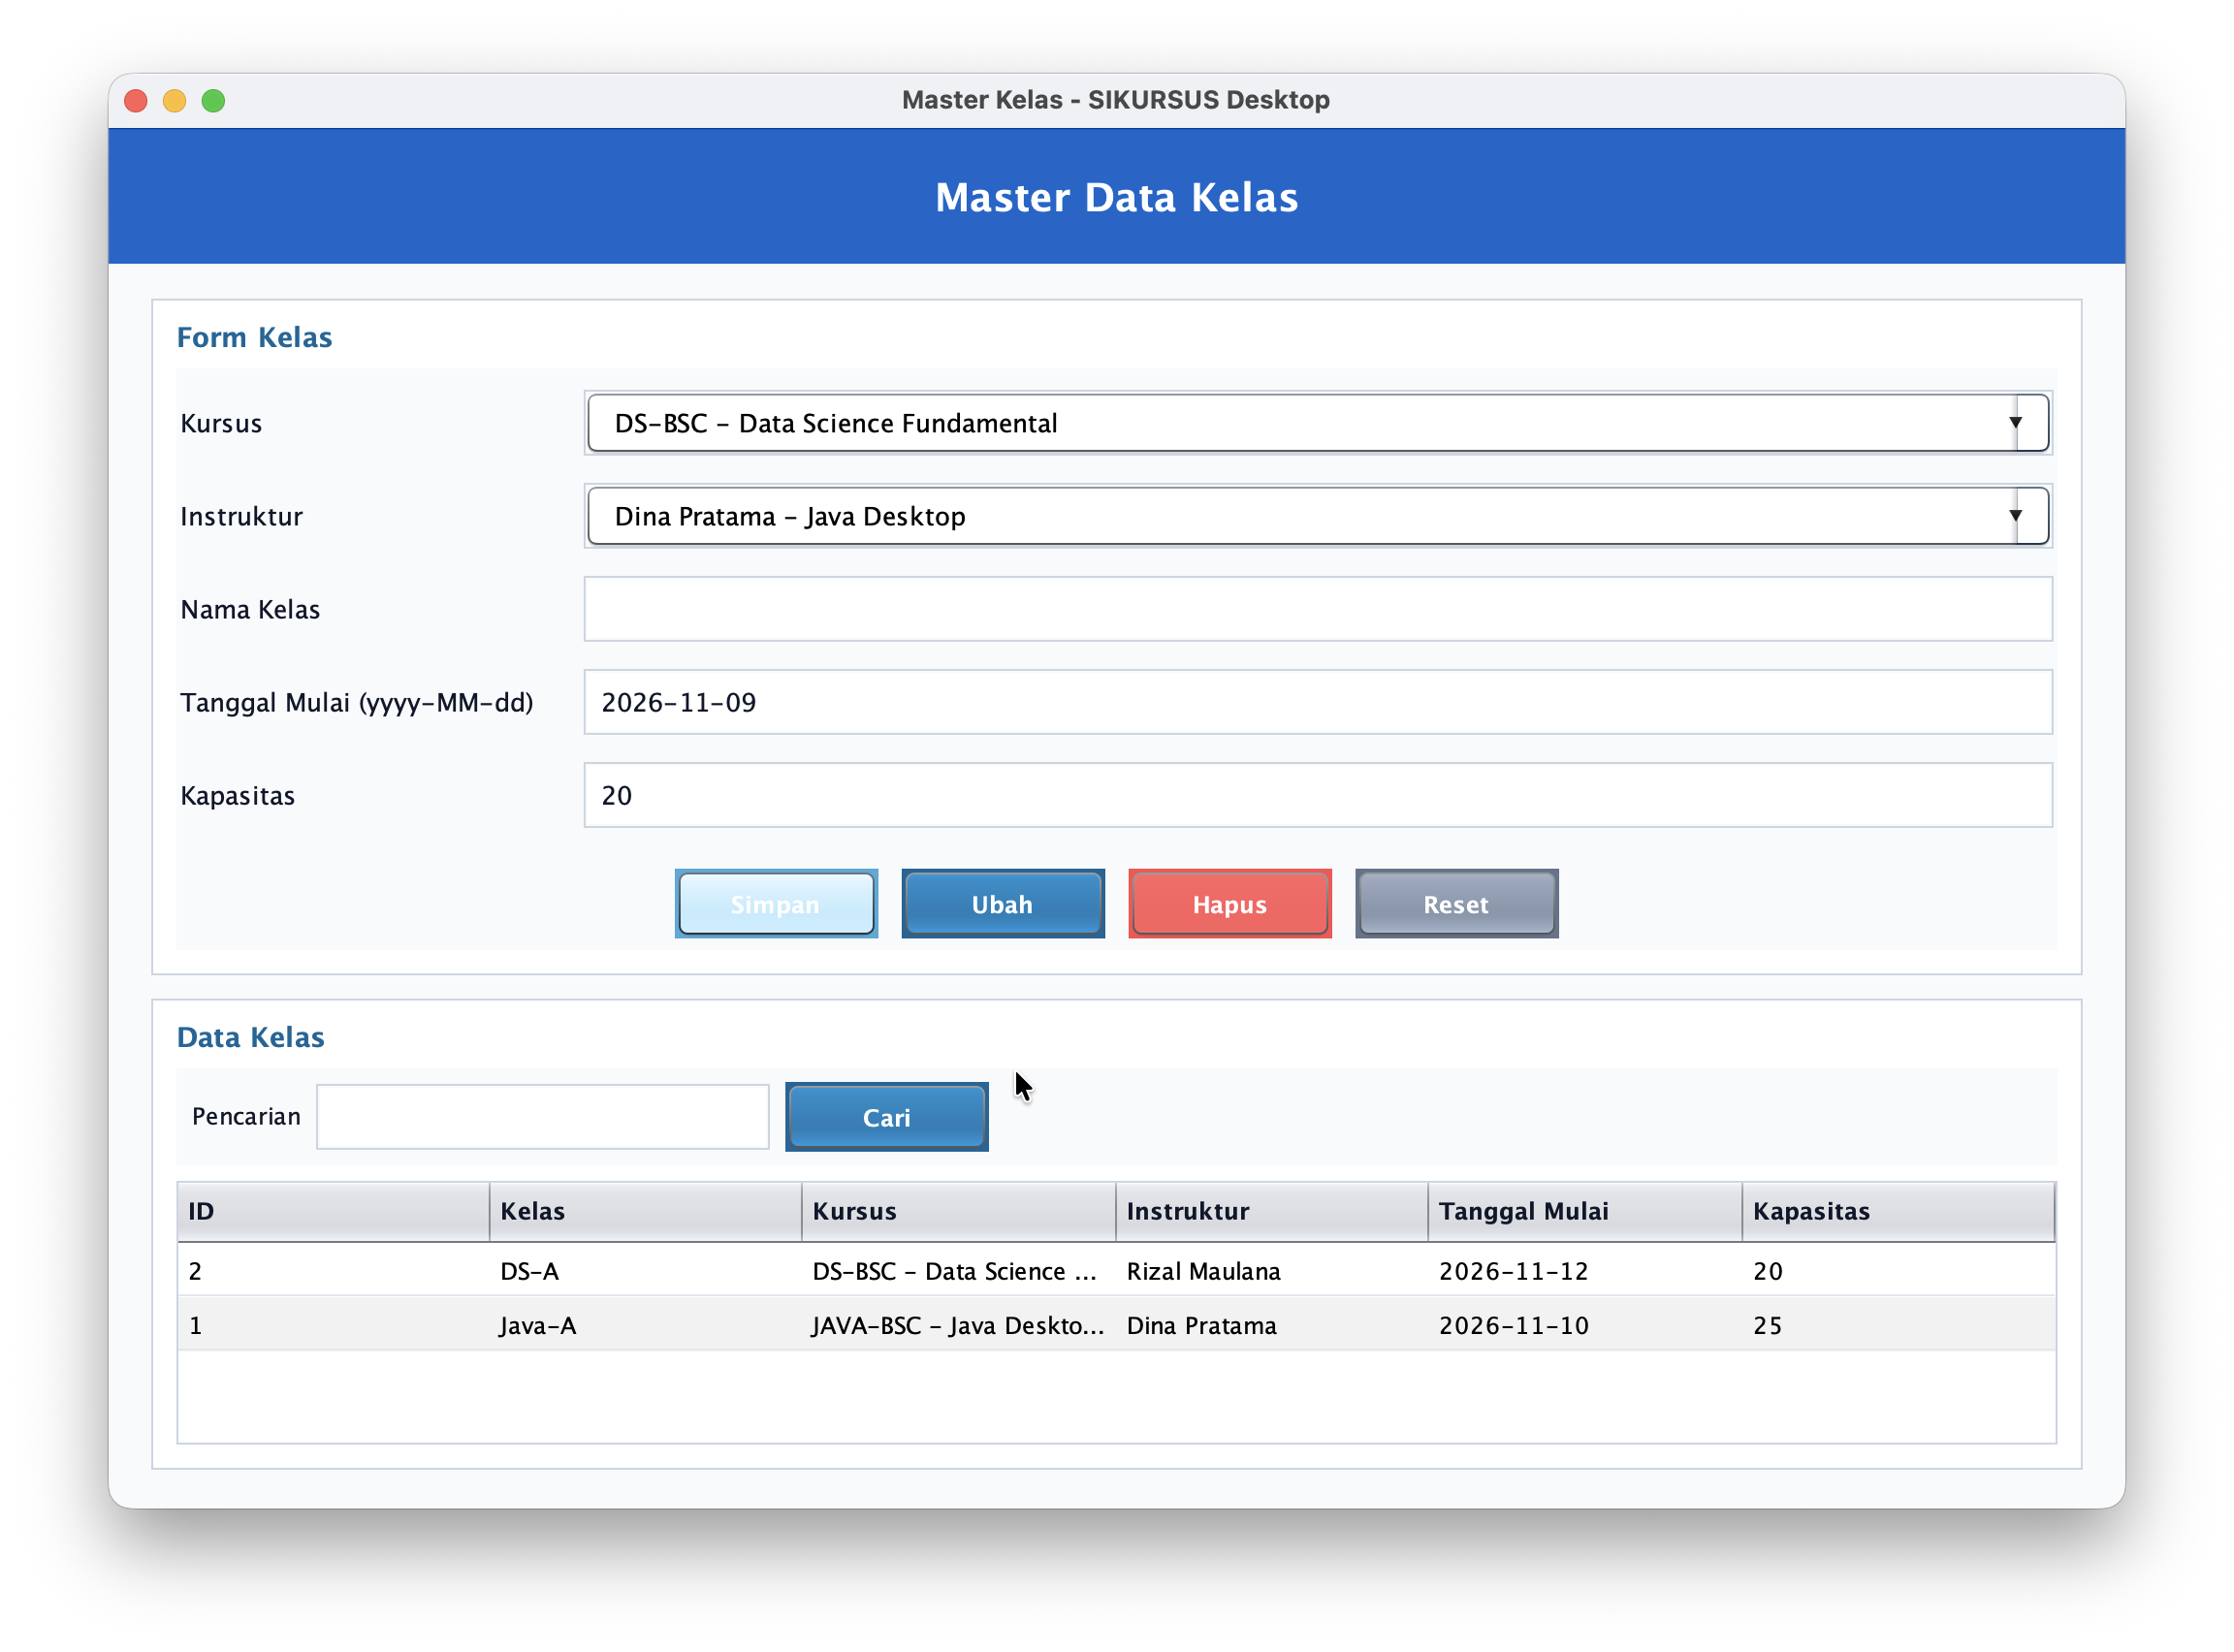 Master Kelas - SIKURSUS Desktop
Master Data Kelas
Form Kelas
Kursus DS-BSC – Data Science Fundamental
Instruktur Dina Pratama – Java Desktop
Nama Kelas
Tanggal Mulai (yyyy-MM-dd) 2026-11-09
Kapasitas 20
Simpan Ubah Hapus Reset
Data Kelas
Pencarian Cari
ID Kelas Kursus Instruktur Tanggal Mulai Kapasitas
2 DS-A DS-BSC – Data Science ... Rizal Maulana 2026-11-12 20
1 Java-A JAVA-BSC – Java Deskto... Dina Pratama 2026-11-10 25